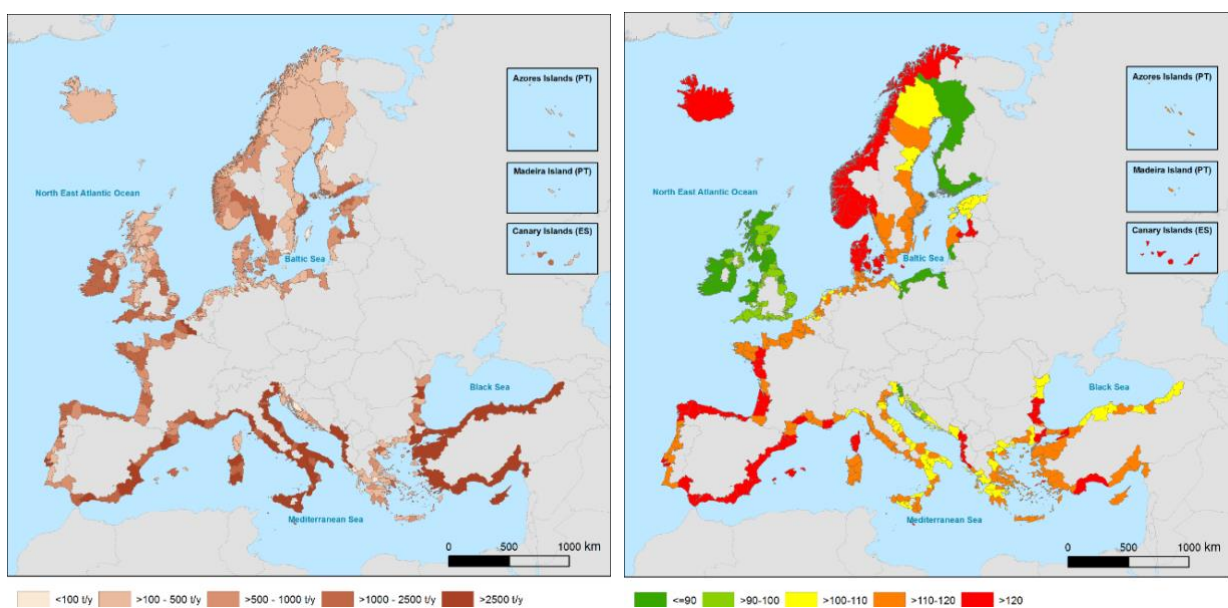 Azores Islands (PT)
Madeira Island (PT)
Canary Islands (ES)
North East Atlantic Ocean
Baltic Sea
Black Sea
Mediterranean Sea
0 500 1000 km
<100 t/y >100 - 500 t/y >500 - 1000 t/y >1000 - 2500 t/y >2500 t/y
Azores Islands (PT)
Madeira Island (PT)
Canary Islands (ES)
North East Atlantic Ocean
Baltic Sea
Black Sea
Mediterranean Sea
0 500 1000 km
<=90 >90-100 >100-110 >110-120 >120